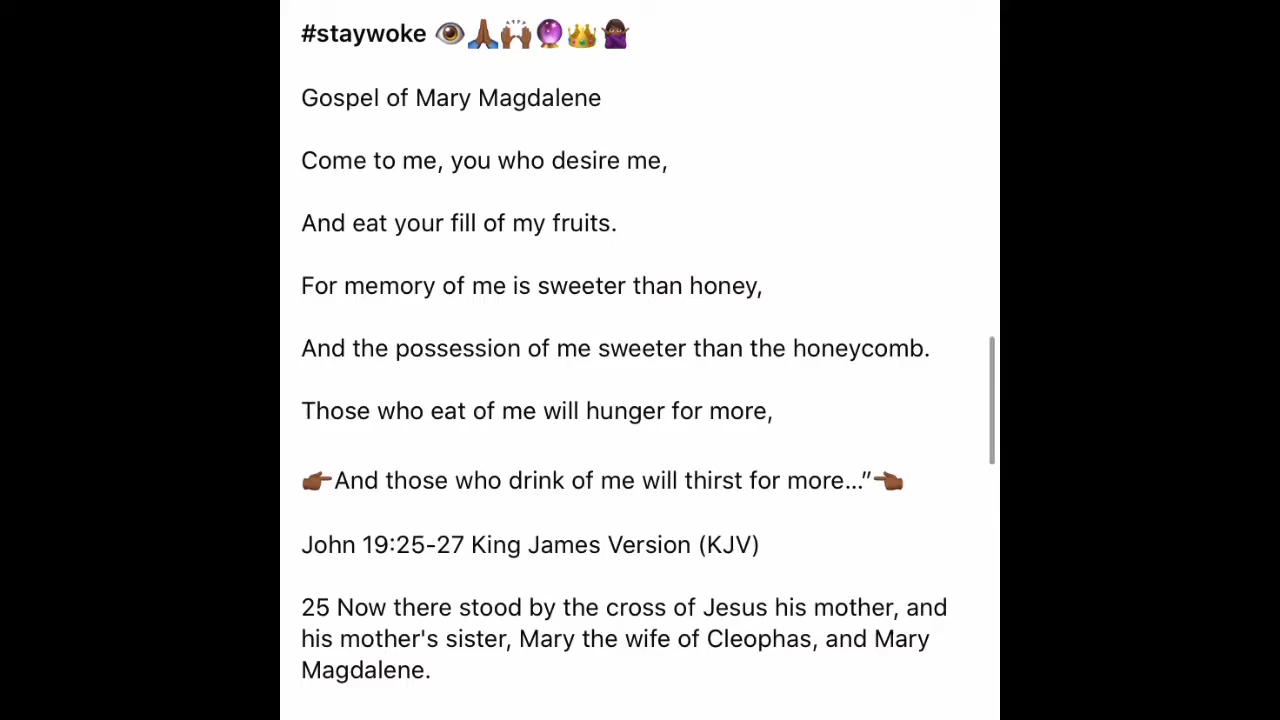 #staywoke 👁️🙏🏾🙌🏾🔮👑🙅🏾‍♀️
Gospel of Mary Magdalene
Come to me, you who desire me,
And eat your fill of my fruits.
For memory of me is sweeter than honey,
And the possession of me sweeter than the honeycomb.
Those who eat of me will hunger for more,
👉🏾And those who drink of me will thirst for more...”👈🏾
John 19:25-27 King James Version (KJV)
25 Now there stood by the cross of Jesus his mother, and
his mother's sister, Mary the wife of Cleophas, and Mary
Magdalene.